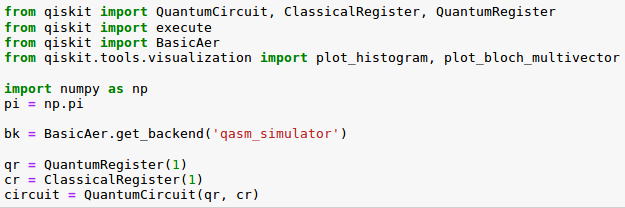 from qiskit import QuantumCircuit, ClassicalRegister, QuantumRegister
from qiskit import execute
from qiskit import BasicAer
from qiskit.tools.visualization import plot_histogram, plot_bloch_multivector
import numpy as np
pi = np.pi
bk = BasicAer.get_backend('qasm_simulator')
qr = QuantumRegister(1)
cr = ClassicalRegister(1)
circuit = QuantumCircuit(qr, cr)